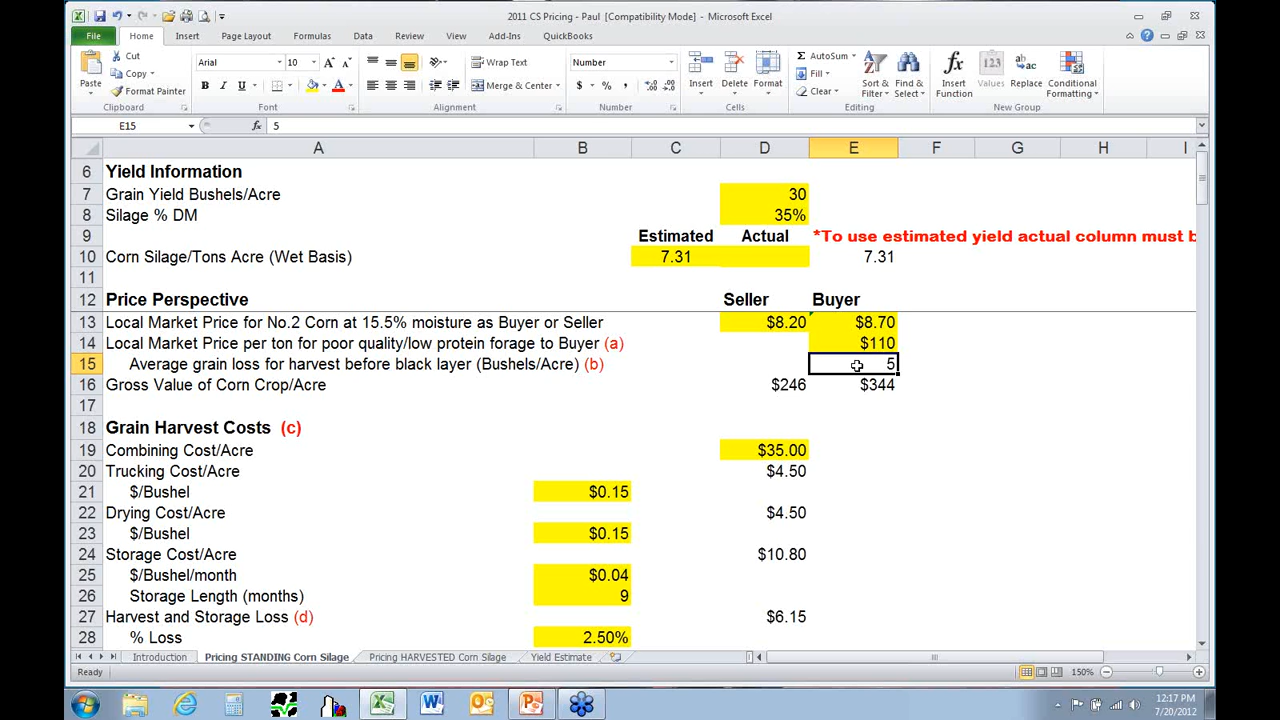 2011 CS Pricing - Paul [Compatibility Mode] - Microsoft Excel
File Home Insert Page Layout Formulas Data Review View Add-Ins QuickBooks
Cut
Copy
Format Painter
Paste
Clipboard
Arial 10
B I U
Font
Wrap Text
Merge & Center
Alignment
Number
$ % ,
Number
Insert Delete Format
Cells
AutoSum
Fill
Clear
Sort & Filter Find & Select
Editing
Insert Function Values Replace Conditional Formatting
New Group
E15 fx 5
A B C D E F G H I
6 Yield Information
7 Grain Yield Bushels/Acre 30
8 Silage % DM 35%
9 Estimated Actual *To use estimated yield actual column must b
10 Corn Silage/Tons Acre (Wet Basis) 7.31 7.31
11
12 Price Perspective Seller Buyer
13 Local Market Price for No.2 Corn at 15.5% moisture as Buyer or Seller $8.20 $8.70
14 Local Market Price per ton for poor quality/low protein forage to Buyer (a) $110
15 Average grain loss for harvest before black layer (Bushels/Acre) (b) 5
16 Gross Value of Corn Crop/Acre $246 $344
17
18 Grain Harvest Costs (c)
19 Combining Cost/Acre $35.00
20 Trucking Cost/Acre $4.50
21 $/Bushel $0.15
22 Drying Cost/Acre $4.50
23 $/Bushel $0.15
24 Storage Cost/Acre $10.80
25 $/Bushel/month $0.04
26 Storage Length (months) 9
27 Harvest and Storage Loss (d) $6.15
28 % Loss 2.50%
Introduction Pricing STANDING Corn Silage Pricing HARVESTED Corn Silage Yield Estimate
Ready 150%
12:17 PM
7/20/2012